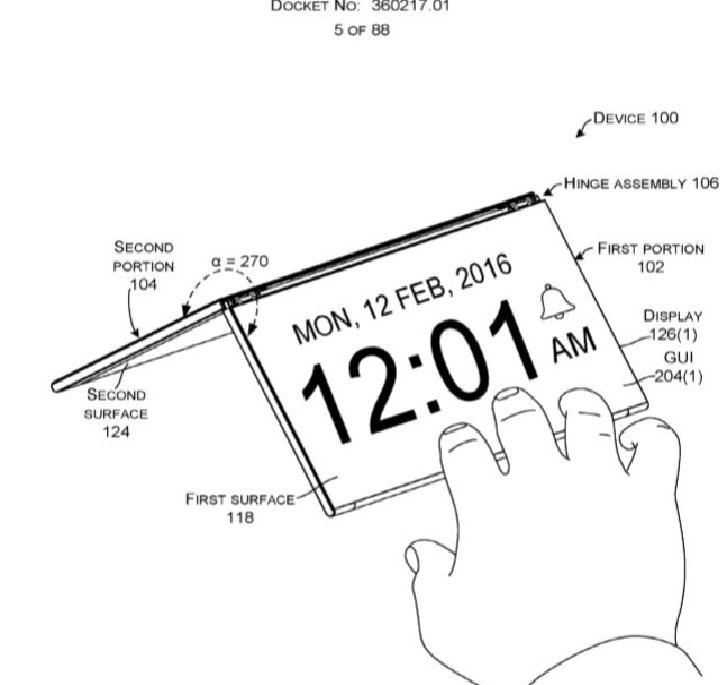 DOCKET NO: 360217.01
5 OF 88
DEVICE 100
HINGE ASSEMBLY 106
SECOND
PORTION
104
α = 270
FIRST PORTION
102
MON, 12 FEB, 2016
12:01
AM
DISPLAY
126(1)
GUI
204(1)
SECOND
SURFACE
124
FIRST SURFACE
118